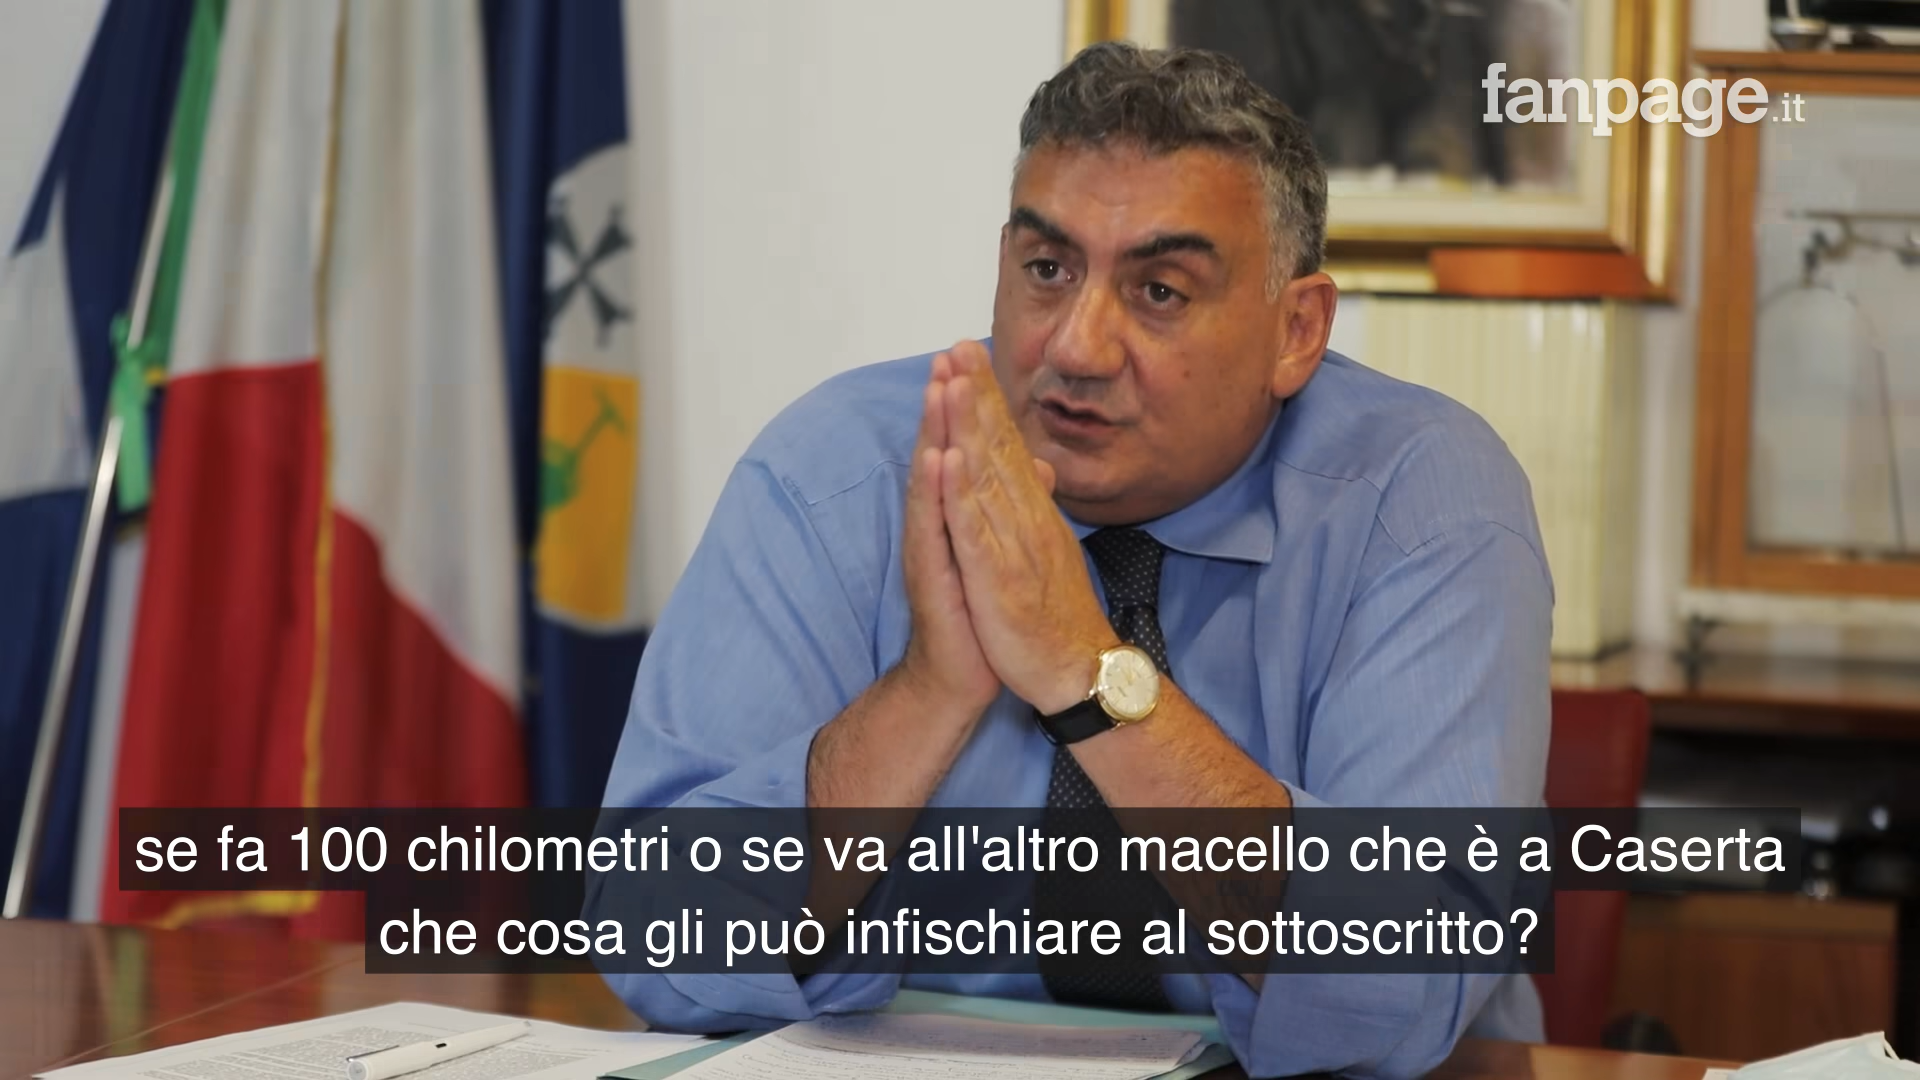 fanpage.it
se fa 100 chilometri o se va all'altro macello che è a Caserta
che cosa gli può infischiare al sottoscritto?